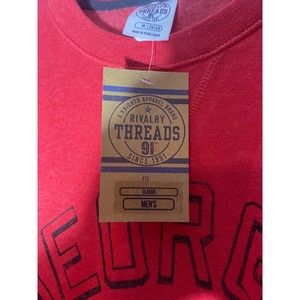 THREADS
A KNIGHTS APPAREL BRAND
RIVALRY
THREADS
91
SINCE 1991
FIT
CLASSIC
MEN'S
EORG